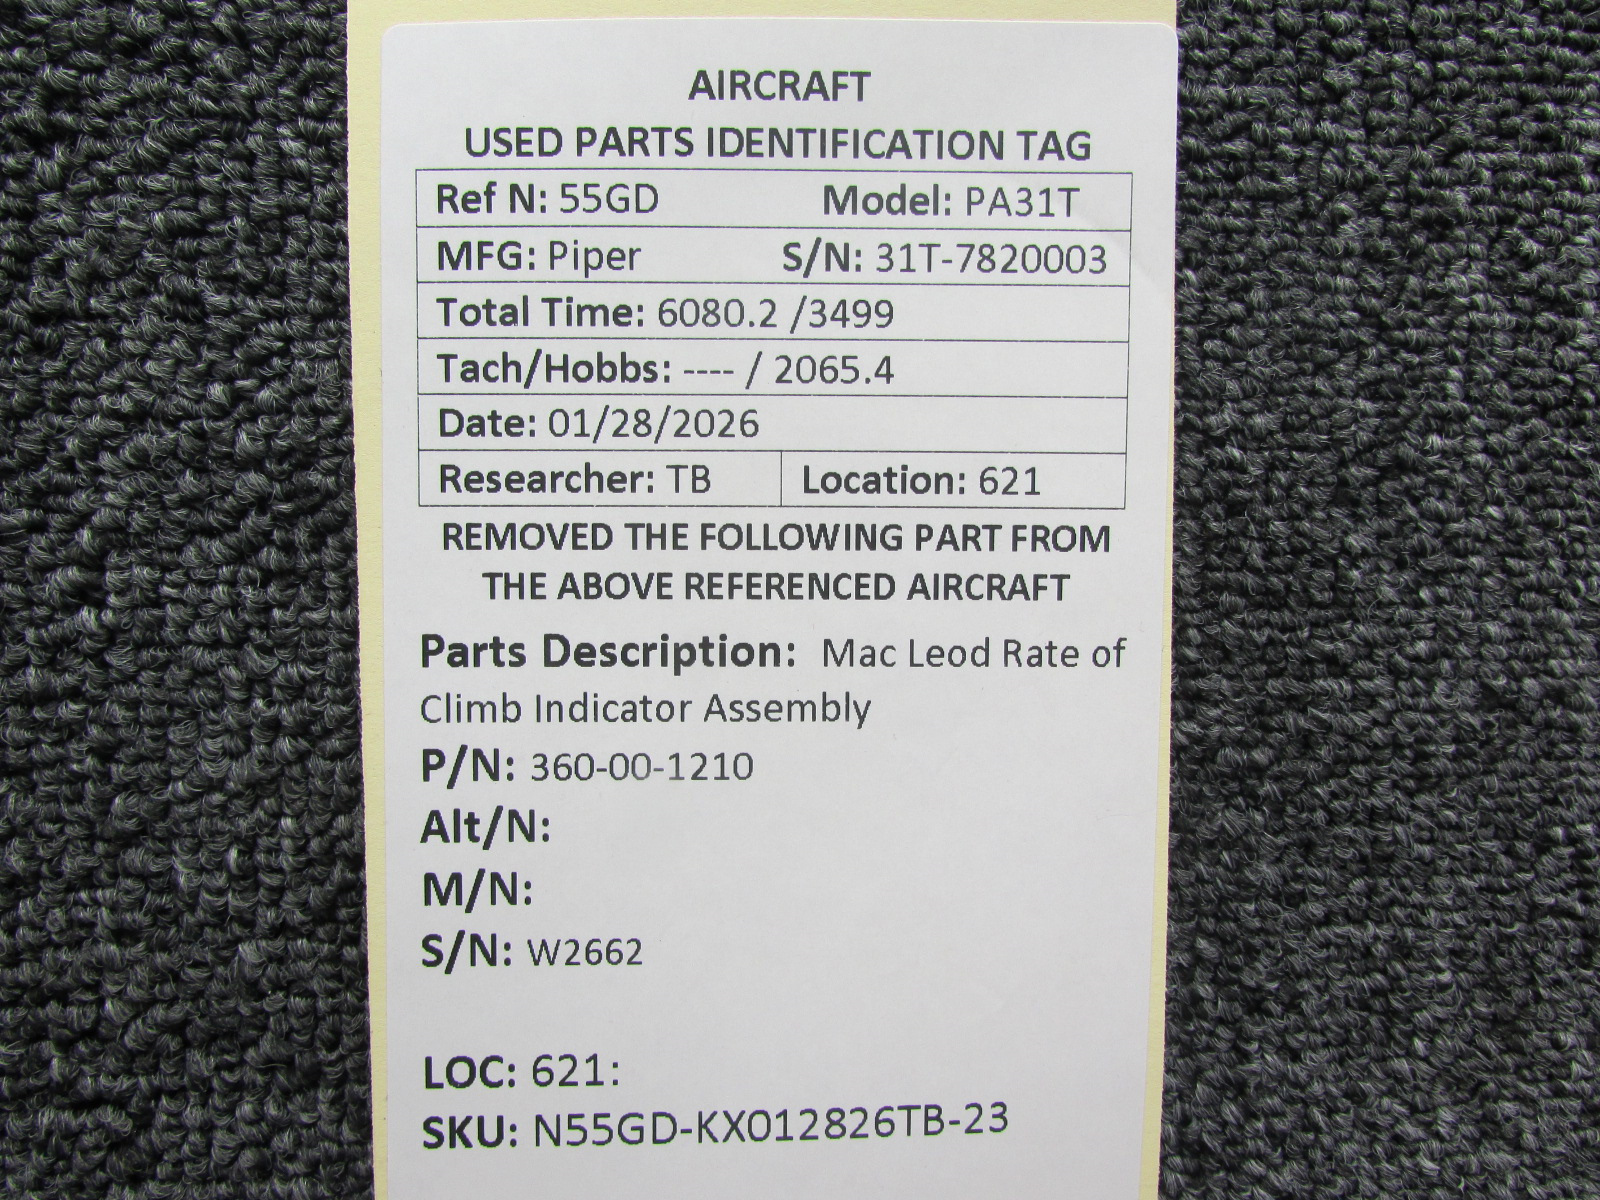 AIRCRAFT
USED PARTS IDENTIFICATION TAG
Ref N: 55GD Model: PA31T
MFG: Piper S/N: 31T-7820003
Total Time: 6080.2 /3499
Tach/Hobbs: ---- / 2065.4
Date: 01/28/2026
Researcher: TB Location: 621
REMOVED THE FOLLOWING PART FROM
THE ABOVE REFERENCED AIRCRAFT
Parts Description: Mac Leod Rate of
Climb Indicator Assembly
P/N: 360-00-1210
Alt/N:
M/N:
S/N: W2662
LOC: 621:
SKU: N55GD-KX012826TB-23